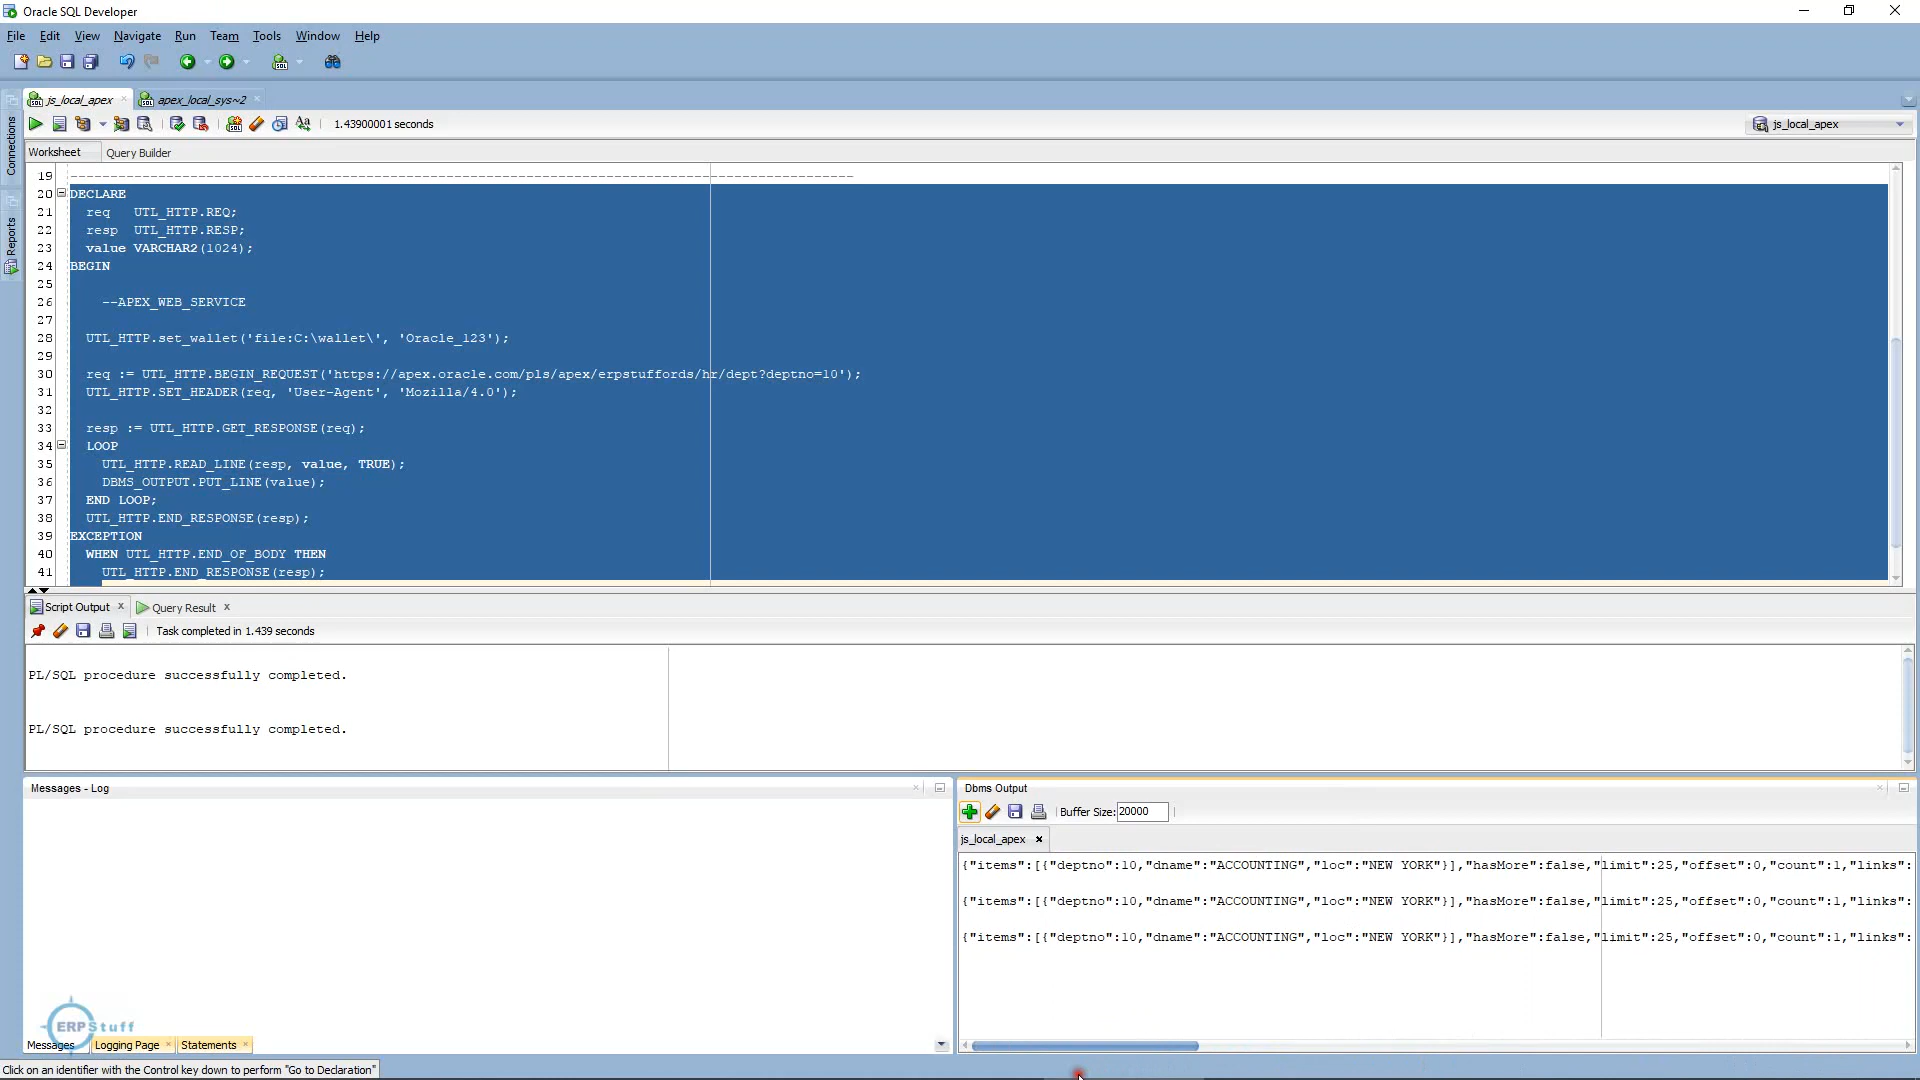 Oracle SQL Developer
File Edit View Navigate Run Team Tools Window Help
js_local_apex apex_local_sys~2
1.43900001 seconds
js_local_apex
Connections
Reports
Worksheet Query Builder
19 --------------------------------------------------------------------------------------------------
20 DECLARE
21 req UTL_HTTP.REQ;
22 resp UTL_HTTP.RESP;
23 value VARCHAR2(1024);
24 BEGIN
25
26 --APEX_WEB_SERVICE
27
28 UTL_HTTP.set_wallet('file:C:\wallet\', 'Oracle_123');
29
30 req := UTL_HTTP.BEGIN_REQUEST('https://apex.oracle.com/pls/apex/erpstuffords/hr/dept?deptno=10');
31 UTL_HTTP.SET_HEADER(req, 'User-Agent', 'Mozilla/4.0');
32
33 resp := UTL_HTTP.GET_RESPONSE(req);
34 LOOP
35 UTL_HTTP.READ_LINE(resp, value, TRUE);
36 DBMS_OUTPUT.PUT_LINE(value);
37 END LOOP;
38 UTL_HTTP.END_RESPONSE(resp);
39 EXCEPTION
40 WHEN UTL_HTTP.END_OF_BODY THEN
41 UTL_HTTP.END_RESPONSE(resp);
Script Output x Query Result x
Task completed in 1.439 seconds
PL/SQL procedure successfully completed.
PL/SQL procedure successfully completed.
Messages - Log
Dbms Output
Buffer Size: 20000
js_local_apex
{"items":[{"deptno":10,"dname":"ACCOUNTING","loc":"NEW YORK"}],"hasMore":false,"limit":25,"offset":0,"count":1,"links":
{"items":[{"deptno":10,"dname":"ACCOUNTING","loc":"NEW YORK"}],"hasMore":false,"limit":25,"offset":0,"count":1,"links":
{"items":[{"deptno":10,"dname":"ACCOUNTING","loc":"NEW YORK"}],"hasMore":false,"limit":25,"offset":0,"count":1,"links":
ERPStuff
Messages Logging Page Statements
Click on an identifier with the Control key down to perform "Go to Declaration"